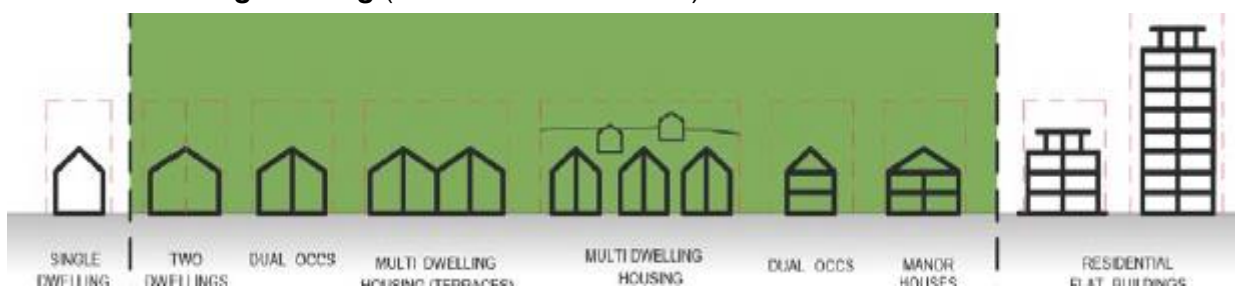 SINGLE
DWELLING
TWO
DWELLINGS
DUAL OCCS
MULTI DWELLING
HOUSING (TERRACES)
MULTI DWELLING
HOUSING
DUAL OCCS
MANOR
HOUSES
RESIDENTIAL
FLAT BUILDINGS